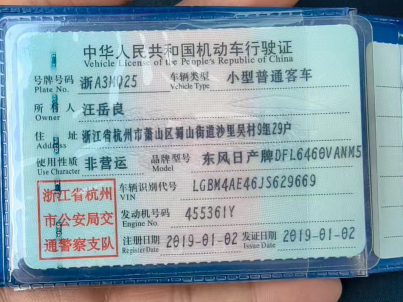 中华人民共和国机动车行驶证
Vehicle License of the People's Republic of China
号牌号码 浙A3MQ25 车辆类型 小型普通客车
Plate No. Vehicle Type
所有人 汪岳良
Owner
住址 浙江省杭州市萧山区蜀山街道沙里吴村9组29户
Address
使用性质 非营运 品牌型号 东风日产牌DFL6460VANM5
Use Character Model
浙江省杭州
市公安局交
通警察支队
车辆识别代号 LGBM4AE46JS629669
VIN
发动机号码 455361Y
Engine No.
注册日期 2019-01-02 发证日期 2019-01-02
Register Date Issue Date